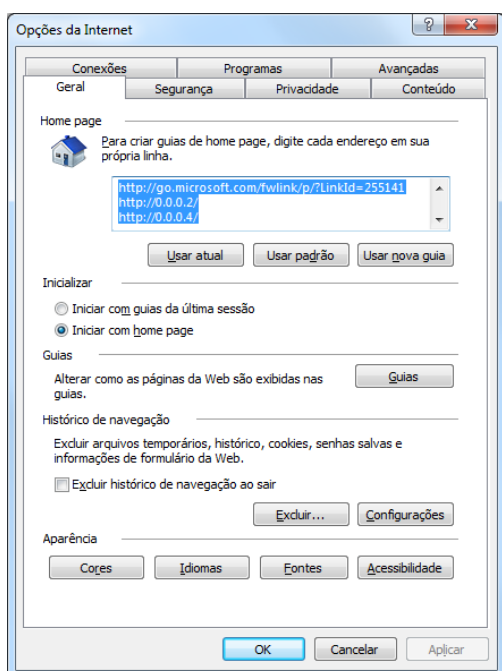 Opções da Internet
Conexões Programas Avançadas
Geral Segurança Privacidade Conteúdo
Home page
Para criar guias de home page, digite cada endereço em sua
própria linha.
http://go.microsoft.com/fwlink/p/?LinkId=255141
http://0.0.0.2/
http://0.0.0.4/
Usar atual Usar padrão Usar nova guia
Inicializar
Iniciar com guias da última sessão
Iniciar com home page
Guias
Alterar como as páginas da Web são exibidas nas
guias.
Guias
Histórico de navegação
Excluir arquivos temporários, histórico, cookies, senhas salvas e
informações de formulário da Web.
Excluir histórico de navegação ao sair
Excluir... Configurações
Aparência
Cores Idiomas Fontes Acessibilidade
OK Cancelar Aplicar